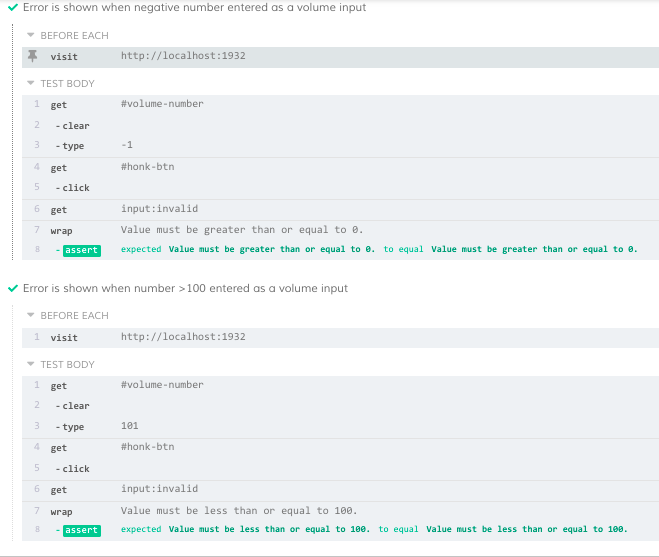 Error is shown when negative number entered as a volume input
BEFORE EACH
visit http://localhost:1932
TEST BODY
1 get #volume-number
2 - clear
3 - type -1
4 get #honk-btn
5 - click
6 get input:invalid
7 wrap Value must be greater than or equal to 0.
8 - assert expected Value must be greater than or equal to 0. to equal Value must be greater than or equal to 0.
Error is shown when number >100 entered as a volume input
BEFORE EACH
1 visit http://localhost:1932
TEST BODY
1 get #volume-number
2 - clear
3 - type 101
4 get #honk-btn
5 - click
6 get input:invalid
7 wrap Value must be less than or equal to 100.
8 - assert expected Value must be less than or equal to 100. to equal Value must be less than or equal to 100.